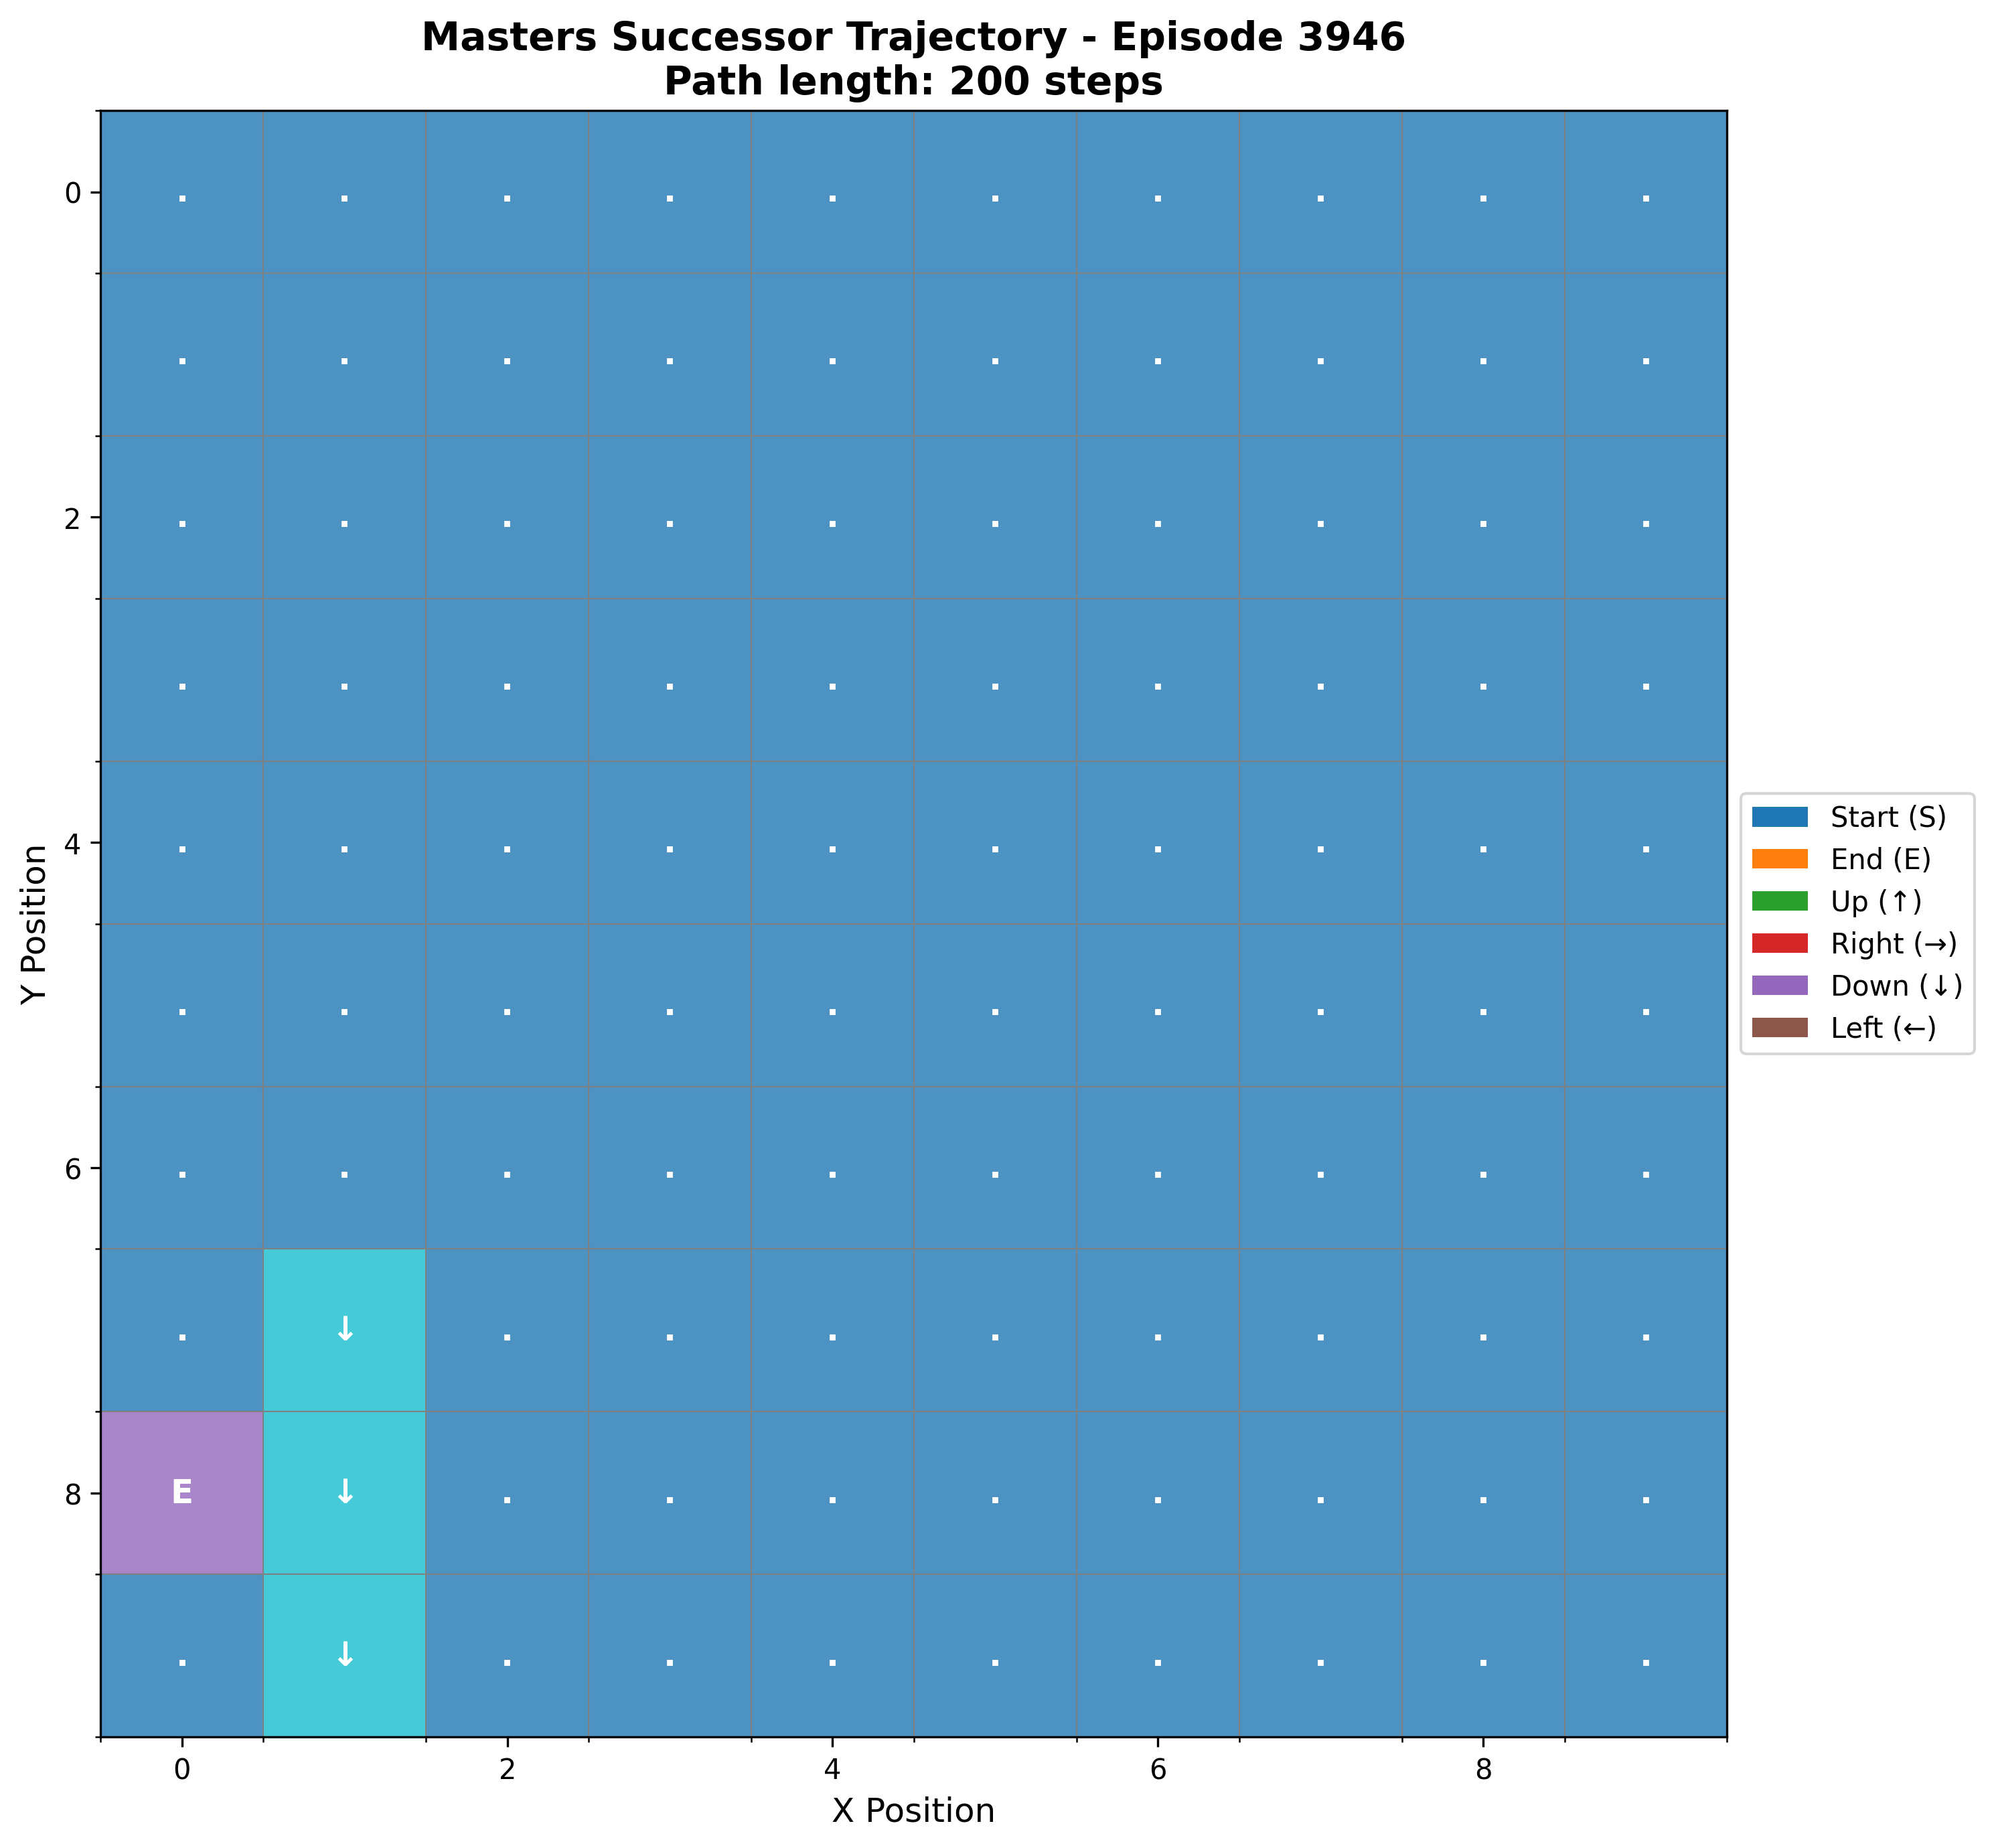 Masters Successor Trajectory - Episode 3946
Path length: 200 steps
0
2
4
6
8
Y Position
. . . . . . . . . .
. . . . . . . . . .
. . . . . . . . . .
. . . . . . . . . .
. . . . . . . . . .
. . . . . . . . . .
. . . . . . . . . .
. ↓ . . . . . . . .
E ↓ . . . . . . . .
. ↓ . . . . . . . .
0 2 4 6 8
X Position
Start (S)
End (E)
Up (↑)
Right (→)
Down (↓)
Left (←)